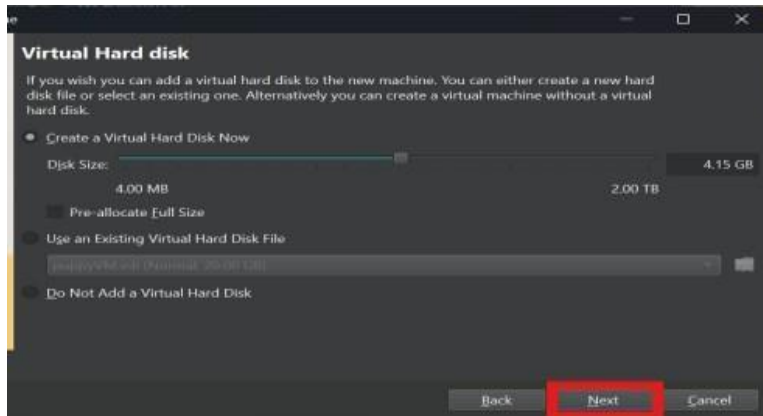 Virtual Hard disk
If you wish you can add a virtual hard disk to the new machine. You can either create a new hard
disk file or select an existing one. Alternatively you can create a virtual machine without a virtual
hard disk.
Create a Virtual Hard Disk Now
Disk Size:
4.15 GB
4.00 MB
2.00 TB
Pre-allocate Full Size
Use an Existing Virtual Hard Disk File
Do Not Add a Virtual Hard Disk
Back
Next
Cancel